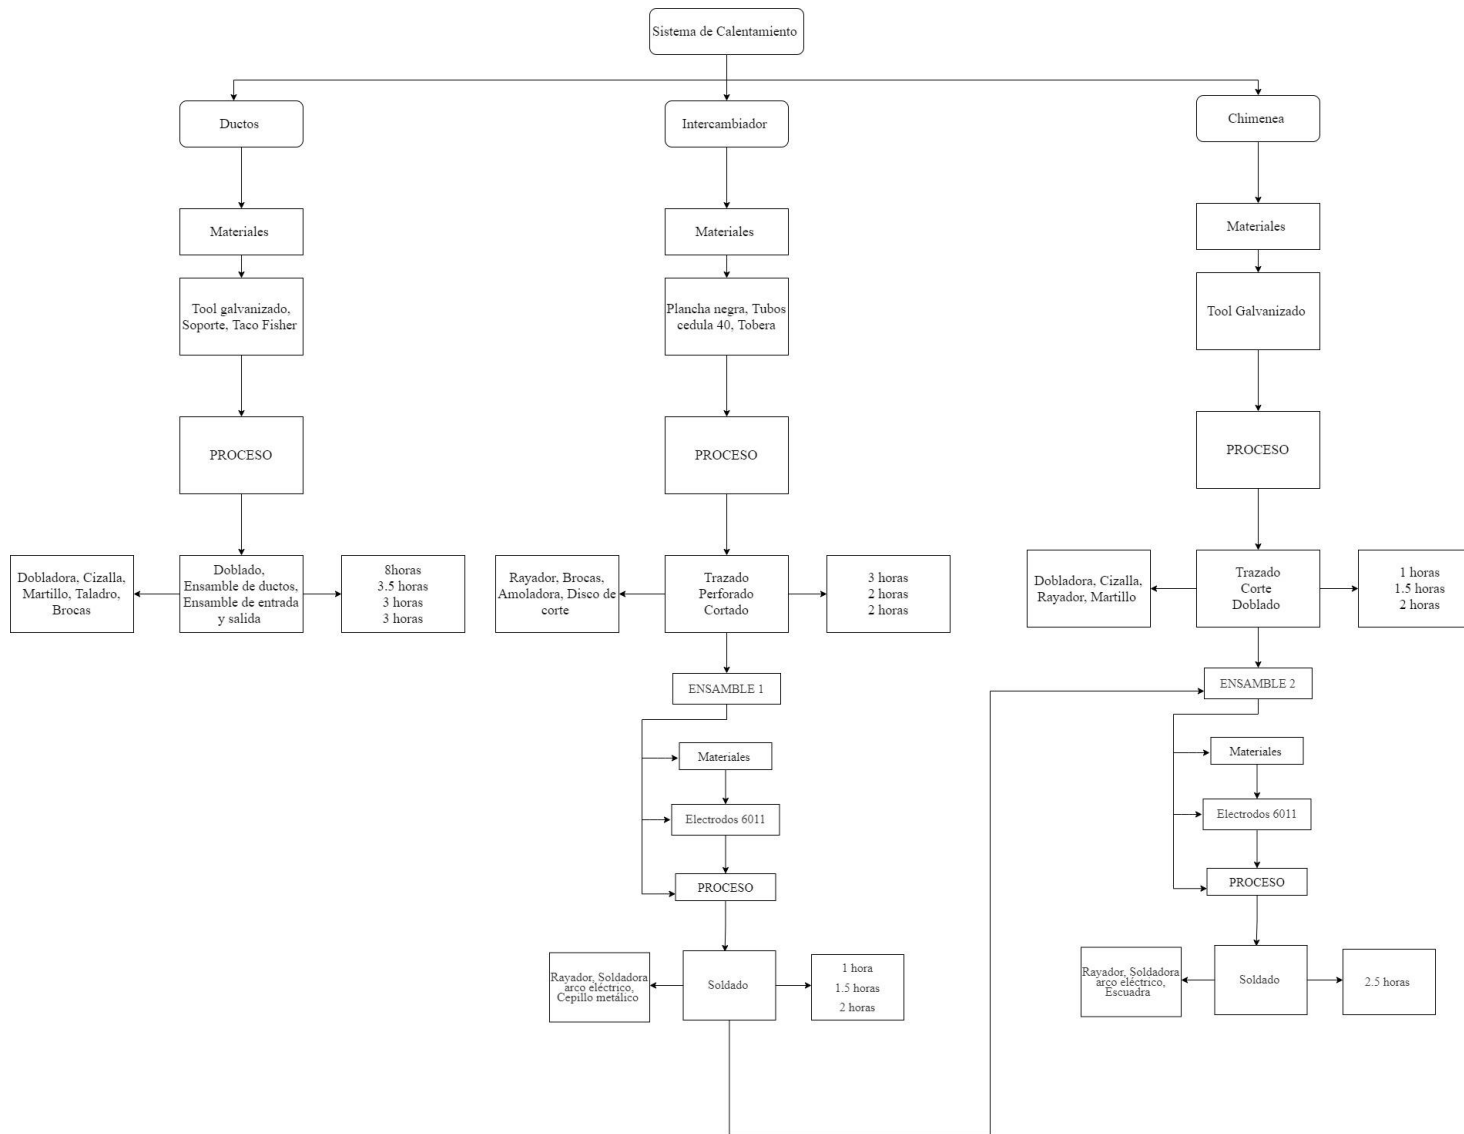 Sistema de Calentamiento
Ductos
Materiales
Tool galvanizado,
Soporte, Taco Fisher
PROCESO
Dobladora, Cizalla,
Martillo, Taladro,
Brocas
Doblado,
Ensamble de ductos,
Ensamble de entrada
y salida
8horas
3.5 horas
3 horas
3 horas
Intercambiador
Materiales
Plancha negra, Tubos
cedula 40, Tobera
PROCESO
Rayador, Brocas,
Amoladora, Disco de
corte
Trazado
Perforado
Cortado
3 horas
2 horas
2 horas
ENSAMBLE 1
Materiales
Electrodos 6011
PROCESO
Rayador, Soldadora
arco eléctrico,
Cepillo metálico
Soldado
1 hora
1.5 horas
2 horas
Chimenea
Materiales
Tool Galvanizado
PROCESO
Dobladora, Cizalla,
Rayador, Martillo
Trazado
Corte
Doblado
1 horas
1.5 horas
2 horas
ENSAMBLE 2
Materiales
Electrodos 6011
PROCESO
Rayador, Soldadora
arco eléctrico,
Escuadra
Soldado
2.5 horas